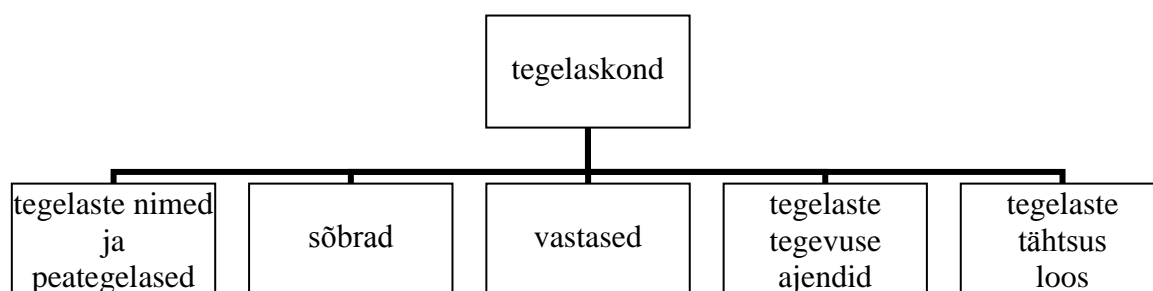 tegelaskond
tegelaste nimed
ja
peategelased
sõbrad
vastased
tegelaste
tegevuse
ajendid
tegelaste
tähtsus
loos